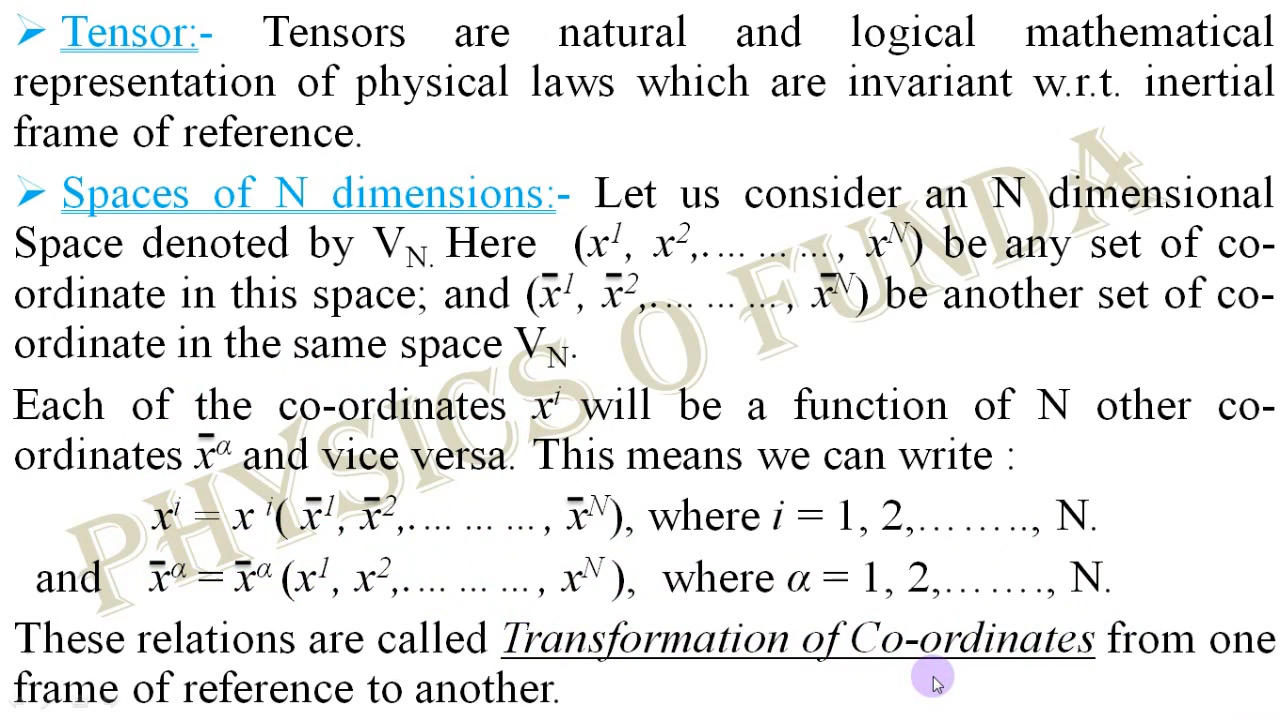 ➢ Tensor:- Tensors are natural and logical mathematical
representation of physical laws which are invariant w.r.t. inertial
frame of reference.
➢ Spaces of N dimensions:- Let us consider an N dimensional
Space denoted by V_N. Here (x¹, x²,. … … …, x^N) be any set of co-
ordinate in this space; and (x̄¹, x̄²,. … … …, x̄^N) be another set of co-
ordinate in the same space V_N.
Each of the co-ordinates x^i will be a function of N other co-
ordinates x̄^α and vice versa. This means we can write :
x^i = x^i( x̄¹, x̄²,. … … …, x̄^N), where i = 1, 2,…….., N.
and x̄^α = x̄^α (x¹, x²,. … … …, x^N), where α = 1, 2,……., N.
These relations are called Transformation of Co-ordinates from one
frame of reference to another.
PHYSICS O FUNDA